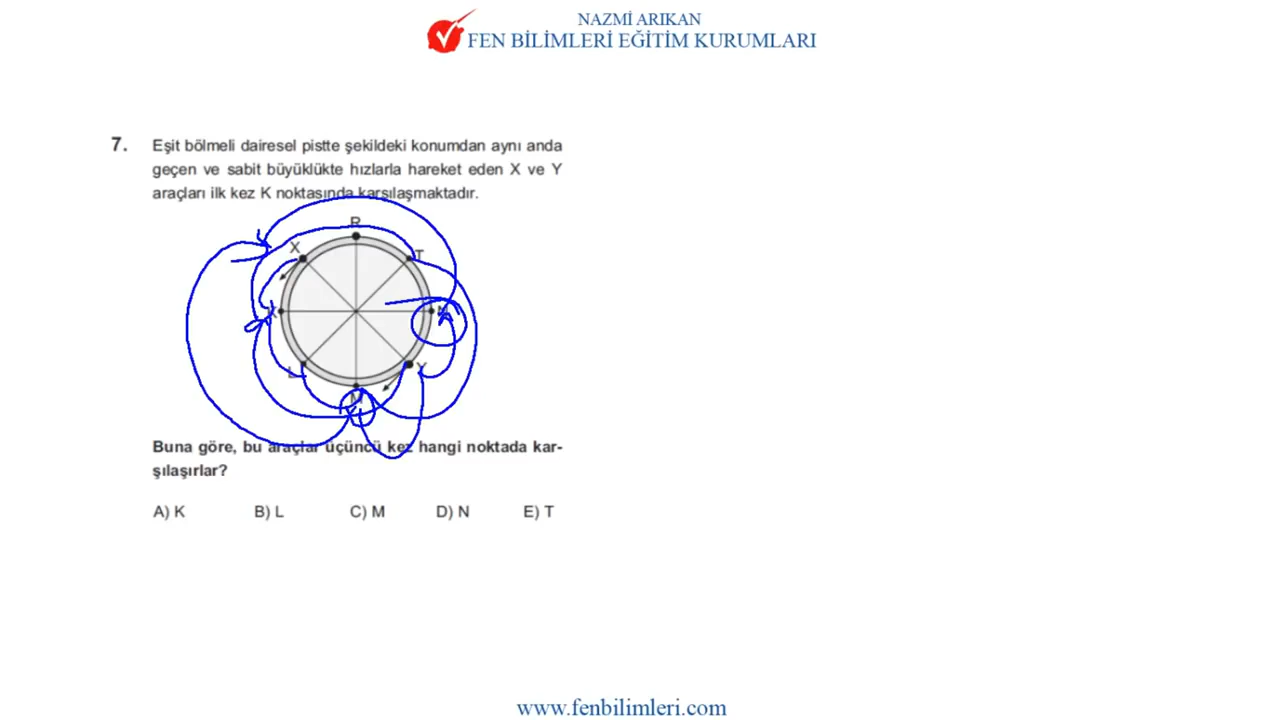 NAZMİ ARIKAN
FEN BİLİMLERİ EĞİTİM KURUMLARI
7. Eşit bölmeli dairesel pistte şekildeki konumdan aynı anda
geçen ve sabit büyüklükte hızlarla hareket eden X ve Y
araçları ilk kez K noktasında karşılaşmaktadır.
R
X
T
K
N
L
Y
M
Buna göre, bu araçlar üçüncü kez hangi noktada kar-
şılaşırlar?
A) K B) L C) M D) N E) T
www.fenbilimleri.com